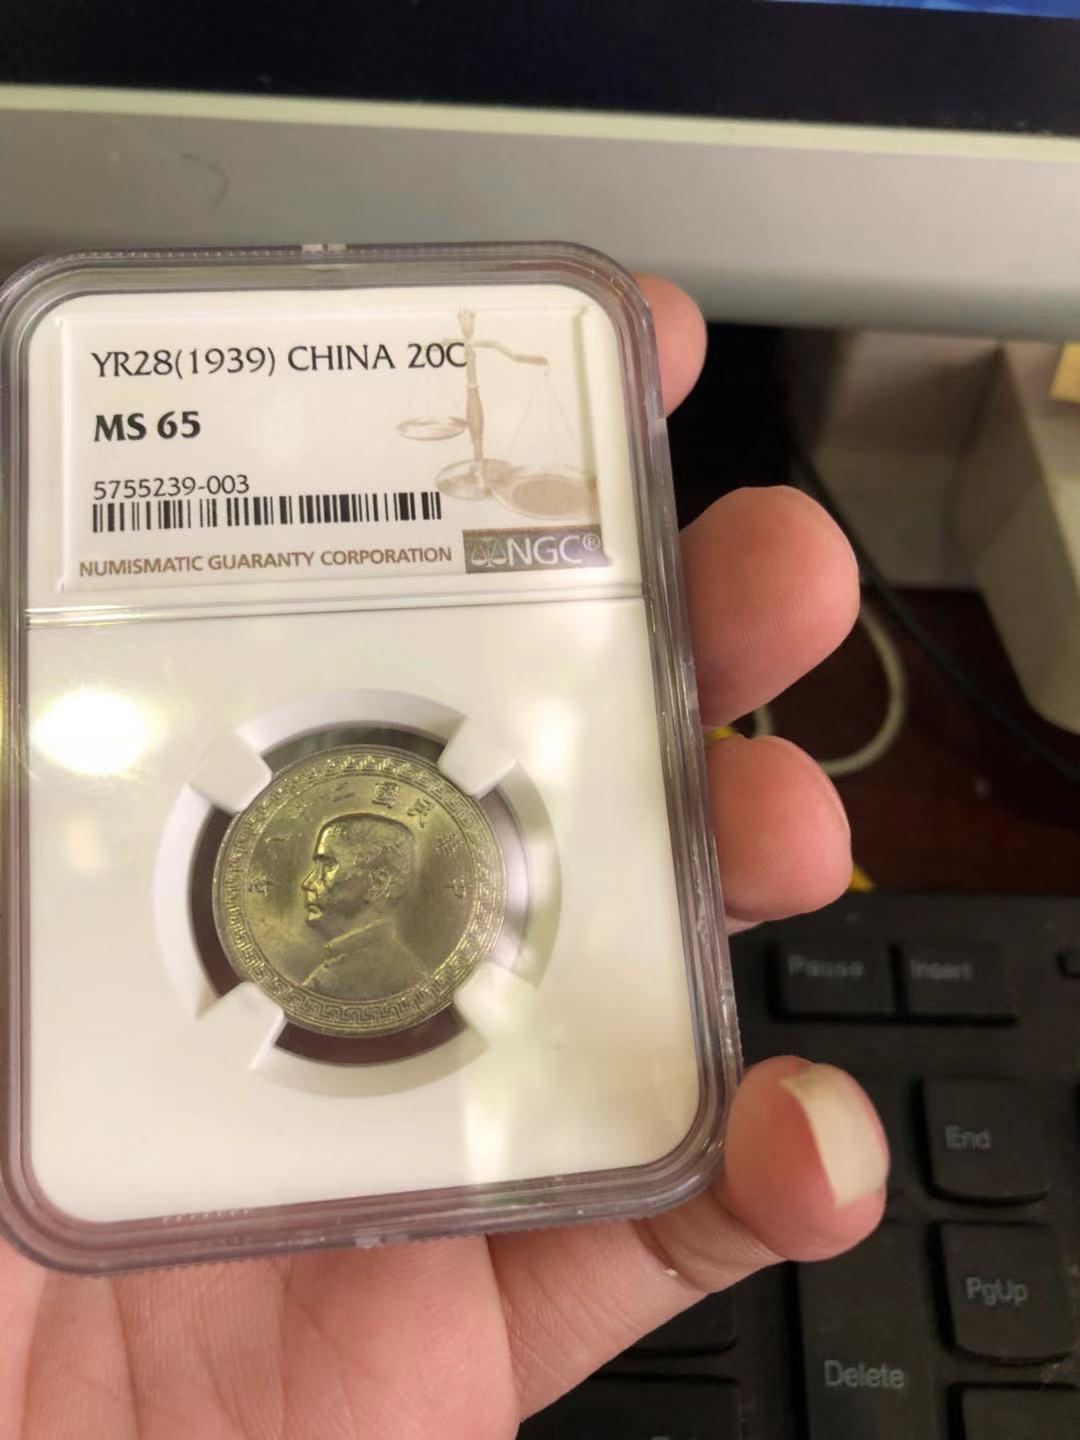 YR28(1939) CHINA 20C
MS 65
5755239-003
NUMISMATIC GUARANTY CORPORATION
NGC®
年八十二國民華中
Pause
Insert
End
PgUp
Delete